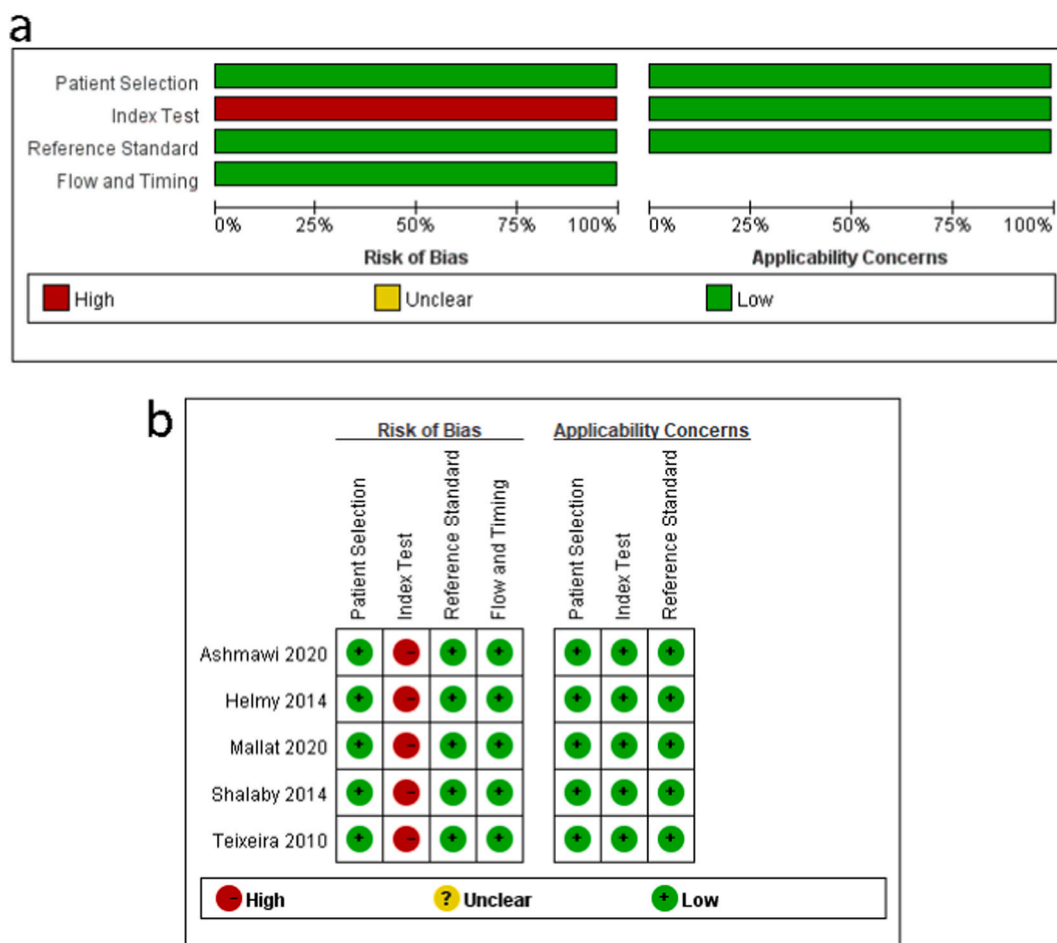 a
Patient Selection
Index Test
Reference Standard
Flow and Timing
0% 25% 50% 75% 100% 0% 25% 50% 75% 100%
Risk of Bias Applicability Concerns
High Unclear Low
b
Risk of Bias Applicability Concerns
Patient Selection
Index Test
Reference Standard
Flow and Timing
Patient Selection
Index Test
Reference Standard
Ashmawi 2020 + - + + + + +
Helmy 2014 + - + + + + +
Mallat 2020 + - + + + + +
Shalaby 2014 + - + + + + +
Teixeira 2010 + - + + + + +
- High ? Unclear + Low